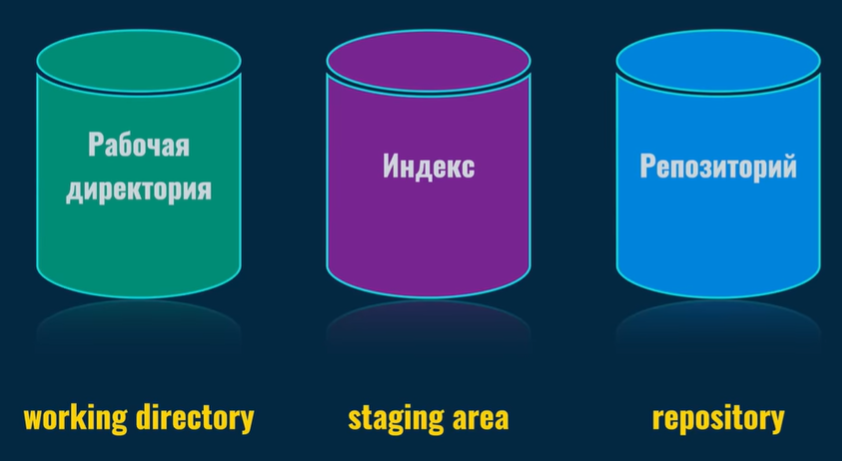 Рабочая
директория
Индекс
Репозиторий
working directory
staging area
repository